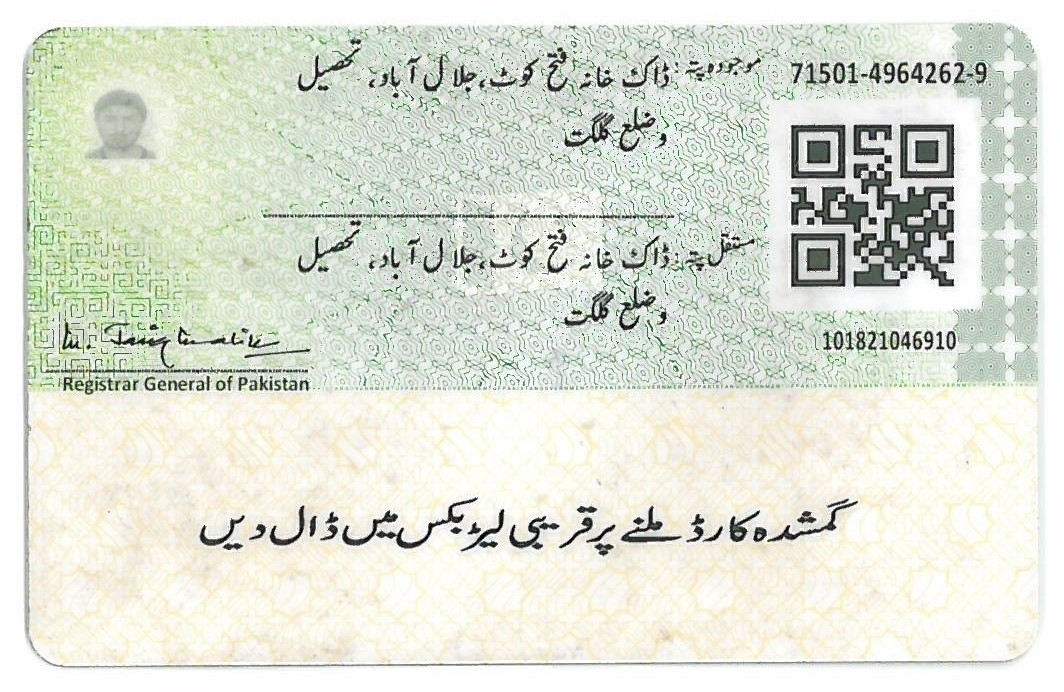 71501-4964262-9
موجودہ پتہ: ڈاک خانہ فتح کوٹ، جلال آباد، تحصیل
و ضلع گلگت
مستقل پتہ: ڈاک خانہ فتح کوٹ، جلال آباد، تحصیل
و ضلع گلگت
101821046910
Registrar General of Pakistan
گمشدہ کارڈ ملنے پر قریبی لیٹر بکس میں ڈال دیں